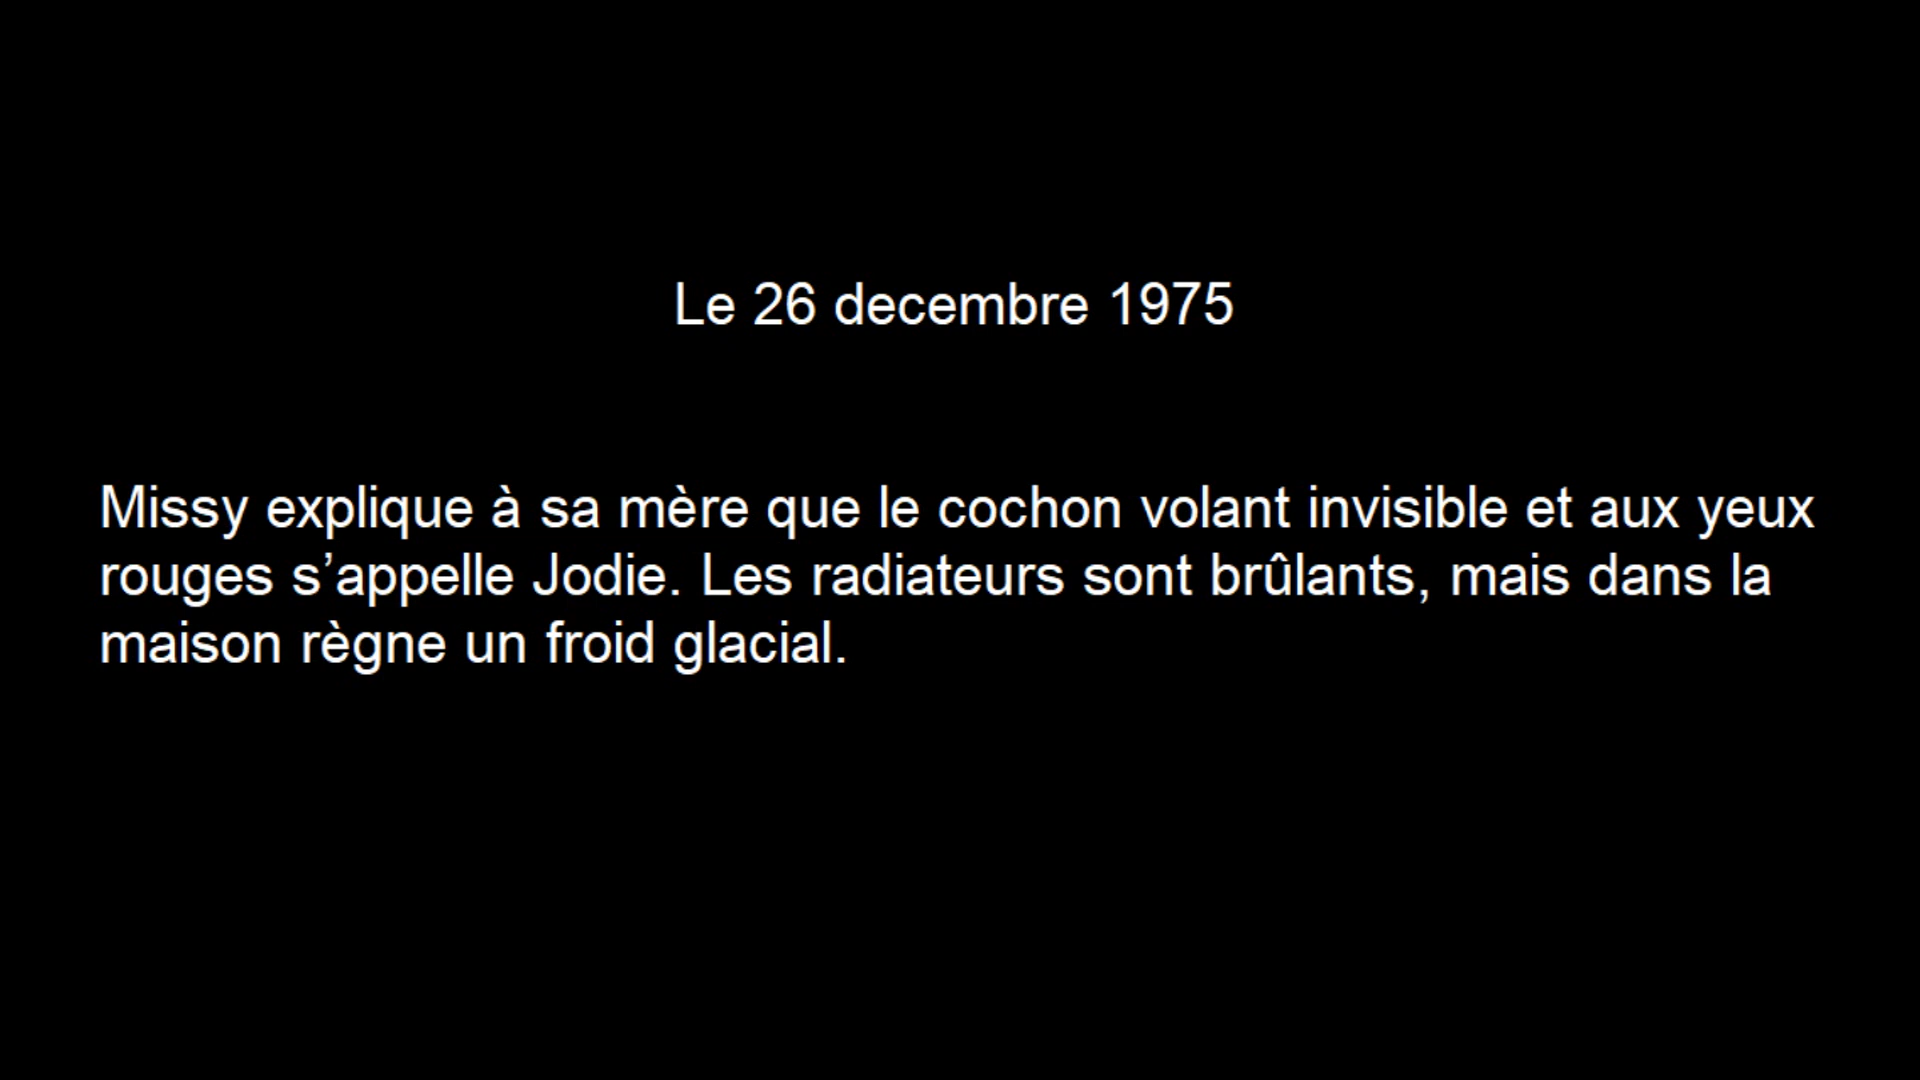 Le 26 decembre 1975
Missy explique à sa mère que le cochon volant invisible et aux yeux
rouges s’appelle Jodie. Les radiateurs sont brûlants, mais dans la
maison règne un froid glacial.